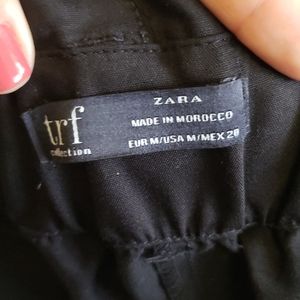 trf
collection
ZARA
MADE IN MOROCCO
EUR M/USA M/MEX 28